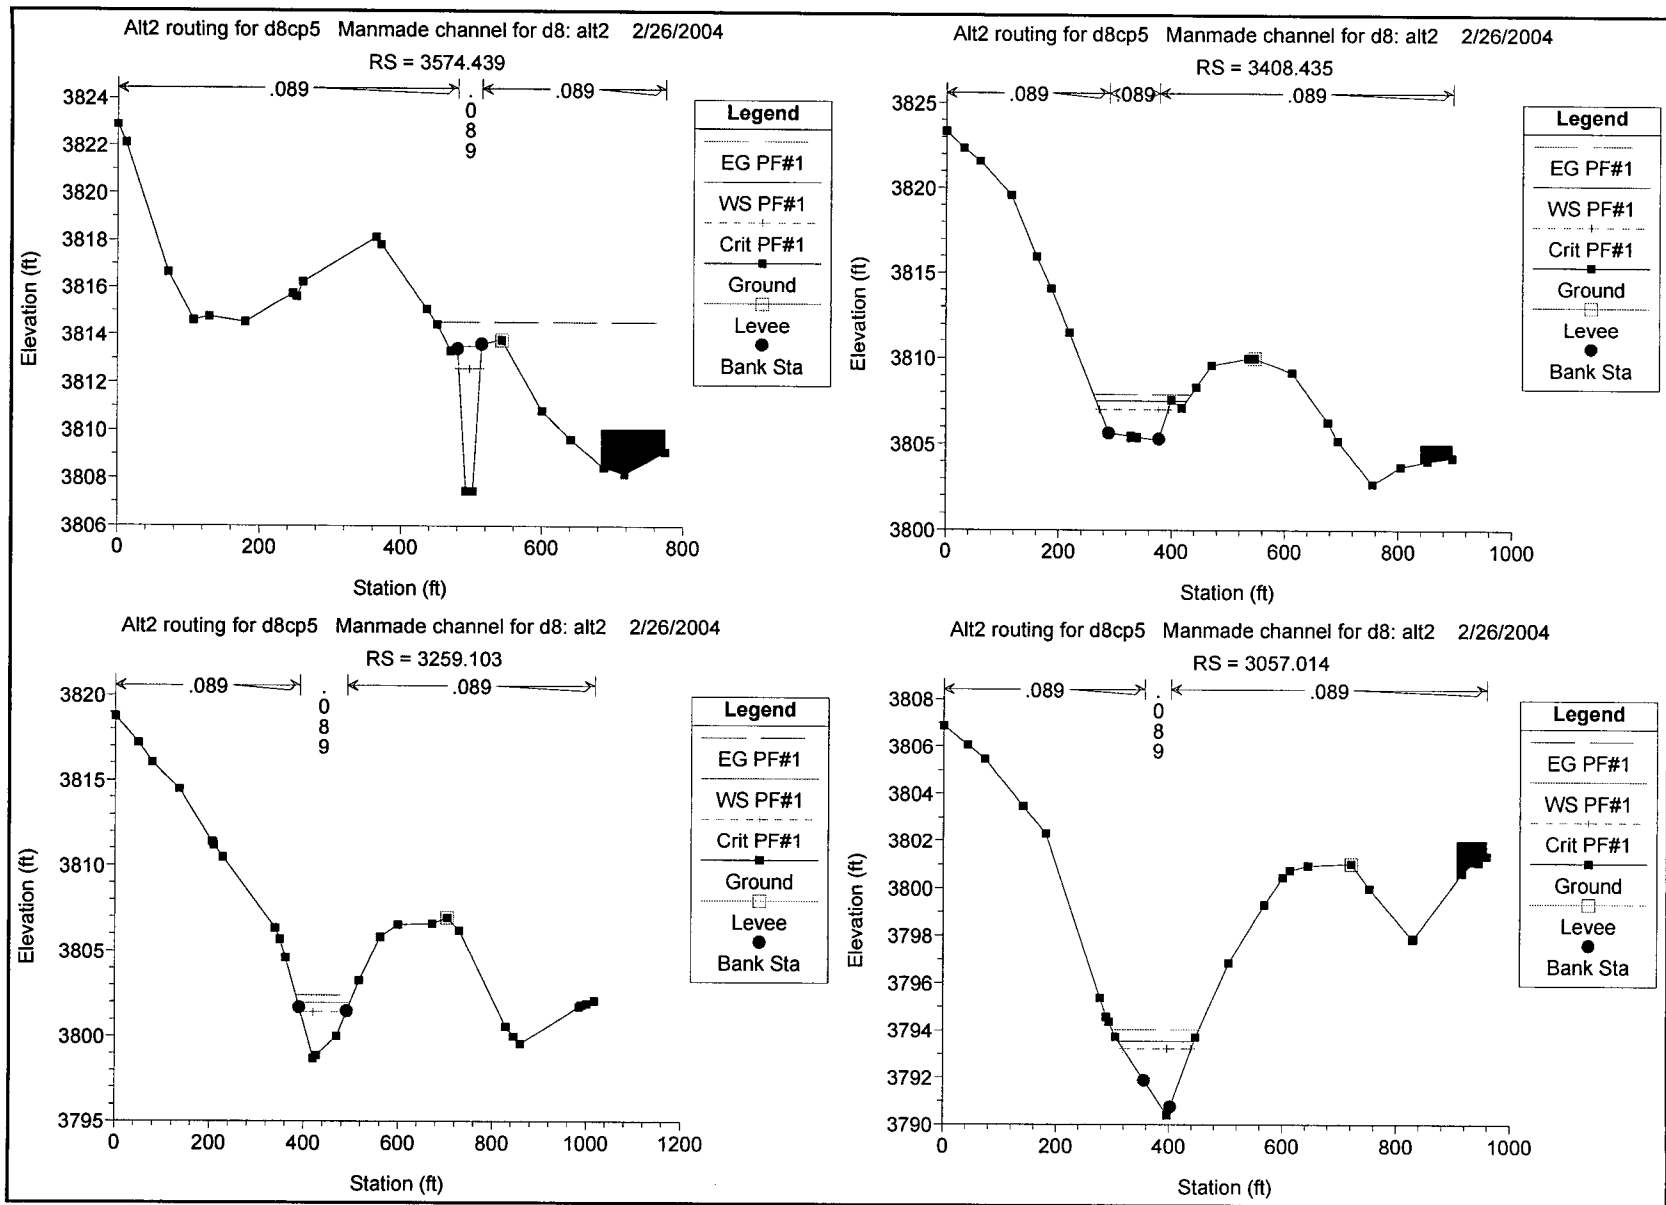 Alt2 routing for d8cp5 Manmade channel for d8: alt2 2/26/2004
RS = 3574.439
.089
.089
.089
3824
3822
3820
3818
3816
3814
3812
3810
3808
3806
Elevation (ft)
0 200 400 600 800
Station (ft)
Legend
EG PF#1
WS PF#1
Crit PF#1
Ground
Levee
Bank Sta
Alt2 routing for d8cp5 Manmade channel for d8: alt2 2/26/2004
RS = 3408.435
.089
.089
.089
3825
3820
3815
3810
3805
3800
Elevation (ft)
0 200 400 600 800 1000
Station (ft)
Legend
EG PF#1
WS PF#1
Crit PF#1
Ground
Levee
Bank Sta
Alt2 routing for d8cp5 Manmade channel for d8: alt2 2/26/2004
RS = 3259.103
.089
.089
.089
3820
3815
3810
3805
3800
3795
Elevation (ft)
0 200 400 600 800 1000 1200
Station (ft)
Legend
EG PF#1
WS PF#1
Crit PF#1
Ground
Levee
Bank Sta
Alt2 routing for d8cp5 Manmade channel for d8: alt2 2/26/2004
RS = 3057.014
.089
.089
.089
3808
3806
3804
3802
3800
3798
3796
3794
3792
3790
Elevation (ft)
0 200 400 600 800 1000
Station (ft)
Legend
EG PF#1
WS PF#1
Crit PF#1
Ground
Levee
Bank Sta